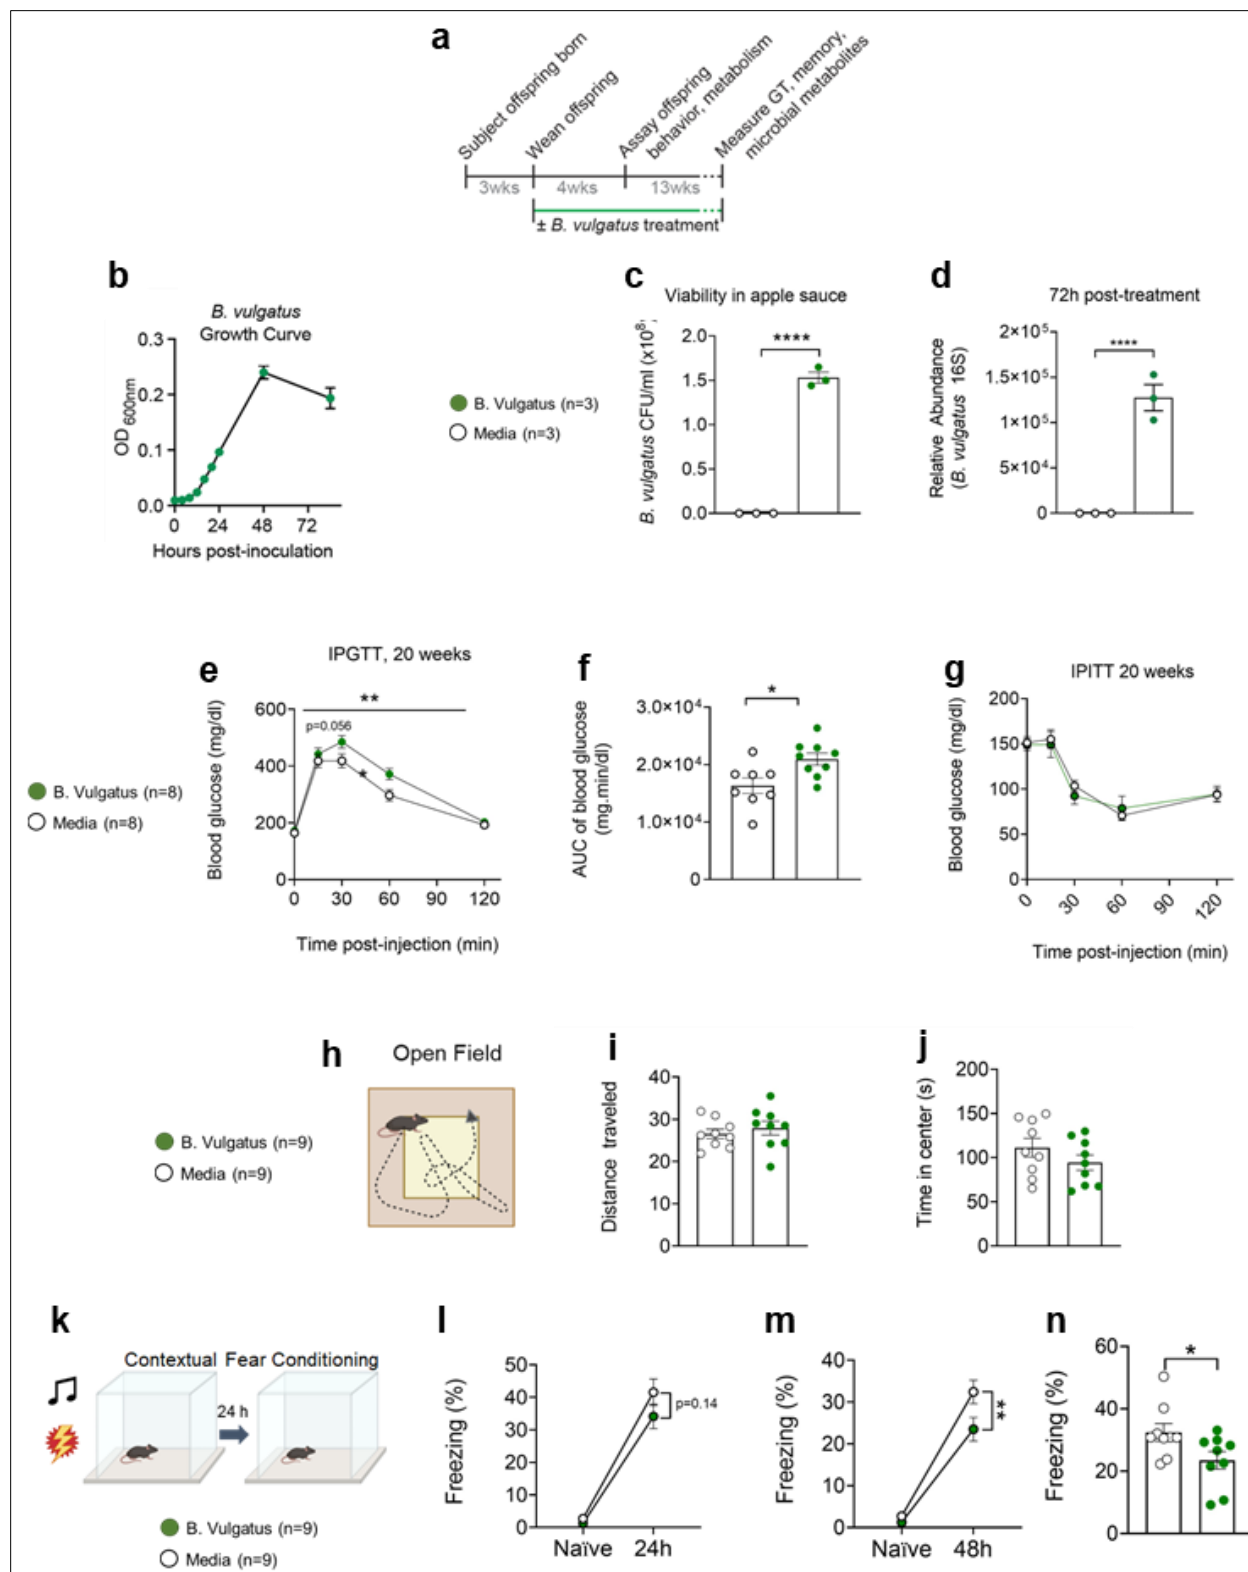 a
Subject offspring born
Wean offspring
Assay offspring
behavior, metabolism
Measure GT, memory,
microbial metabolites
3wks
4wks
13wks
± B. vulgatus treatment
b
B. vulgatus
Growth Curve
OD600nm
0.3
0.2
0.1
0.0
0 24 48 72
Hours post-inoculation
B. Vulgatus (n=3)
Media (n=3)
c
Viability in apple sauce
B. vulgatus CFU/ml (x10⁸)
2.0
1.5
1.0
0.5
0.0
****
d
72h post-treatment
Relative Abundance
(B. vulgatus 16S)
2×10⁵
1×10⁵
1×10⁵
5×10⁴
0
****
B. Vulgatus (n=8)
Media (n=8)
e
IPGTT, 20 weeks
Blood glucose (mg/dl)
600
400
200
0
**
p=0.056
*
0 30 60 90 120
Time post-injection (min)
f
AUC of blood glucose
(mg.min/dl)
3.0×10⁴
2.0×10⁴
1.0×10⁴
0
*
g
IPITT 20 weeks
Blood glucose (mg/dl)
200
150
100
50
0
0 30 60 90 120
Time post-injection (min)
B. Vulgatus (n=9)
Media (n=9)
h
Open Field
i
Distance traveled
40
30
20
10
0
j
Time in center (s)
200
150
100
50
0
k
Contextual Fear Conditioning
24 h
B. Vulgatus (n=9)
Media (n=9)
l
Freezing (%)
50
40
30
20
10
0
p=0.14
Naïve 24h
m
Freezing (%)
40
30
20
10
0
**
Naïve 48h
n
Freezing (%)
60
40
20
0
*